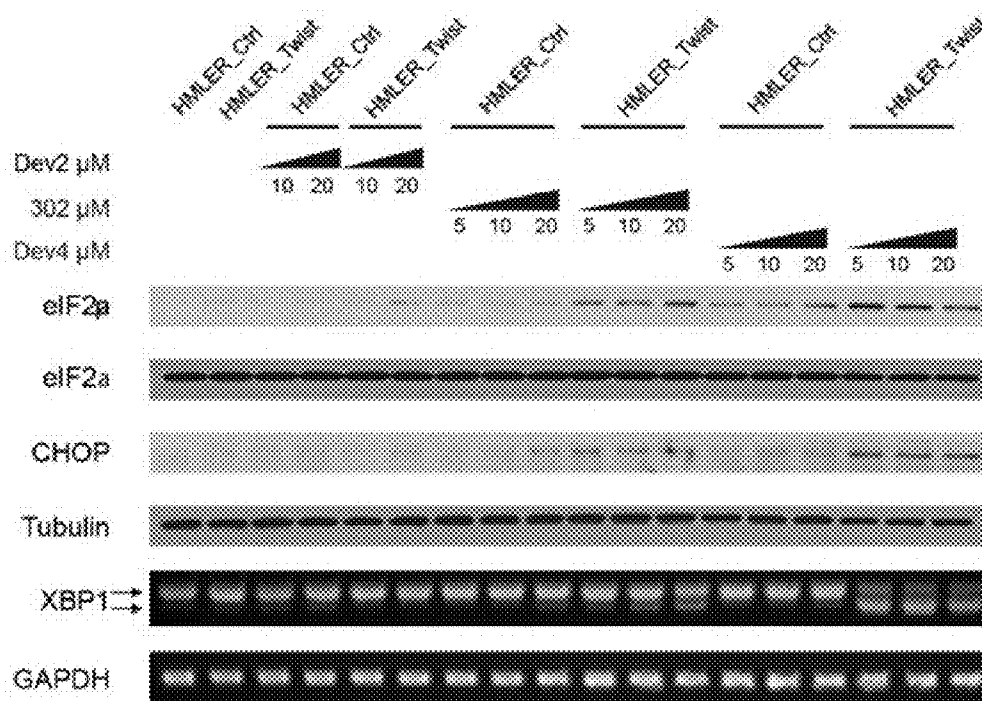 HMLER_Ctrl HMLER_Twist HMLER_Ctrl HMLER_Twist HMLER_Ctrl HMLER_Twist HMLER_Ctrl HMLER_Twist
Dev2 µM
10 20 10 20
302 µM
5 10 20 5 10 20
Dev4 µM
5 10 20 5 10 20
eIF2
eIF2a
CHOP
Tubulin
XBP1
GAPDH